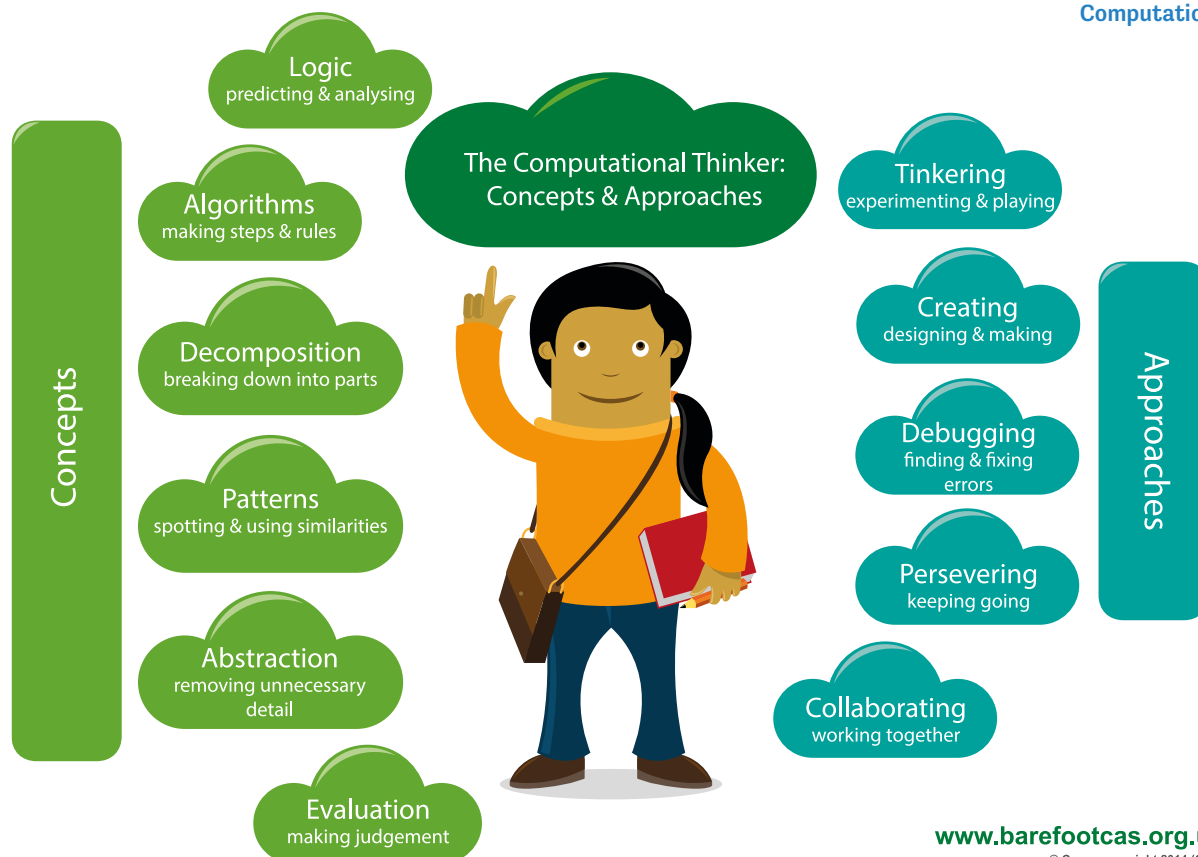 Computatio
Logic
predicting & analysing
The Computational Thinker:
Concepts & Approaches
Concepts
Algorithms
making steps & rules
Decomposition
breaking down into parts
Patterns
spotting & using similarities
Abstraction
removing unnecessary
detail
Evaluation
making judgement
Tinkering
experimenting & playing
Creating
designing & making
Debugging
finding & fixing
errors
Persevering
keeping going
Collaborating
working together
Approaches
www.barefootcas.org.